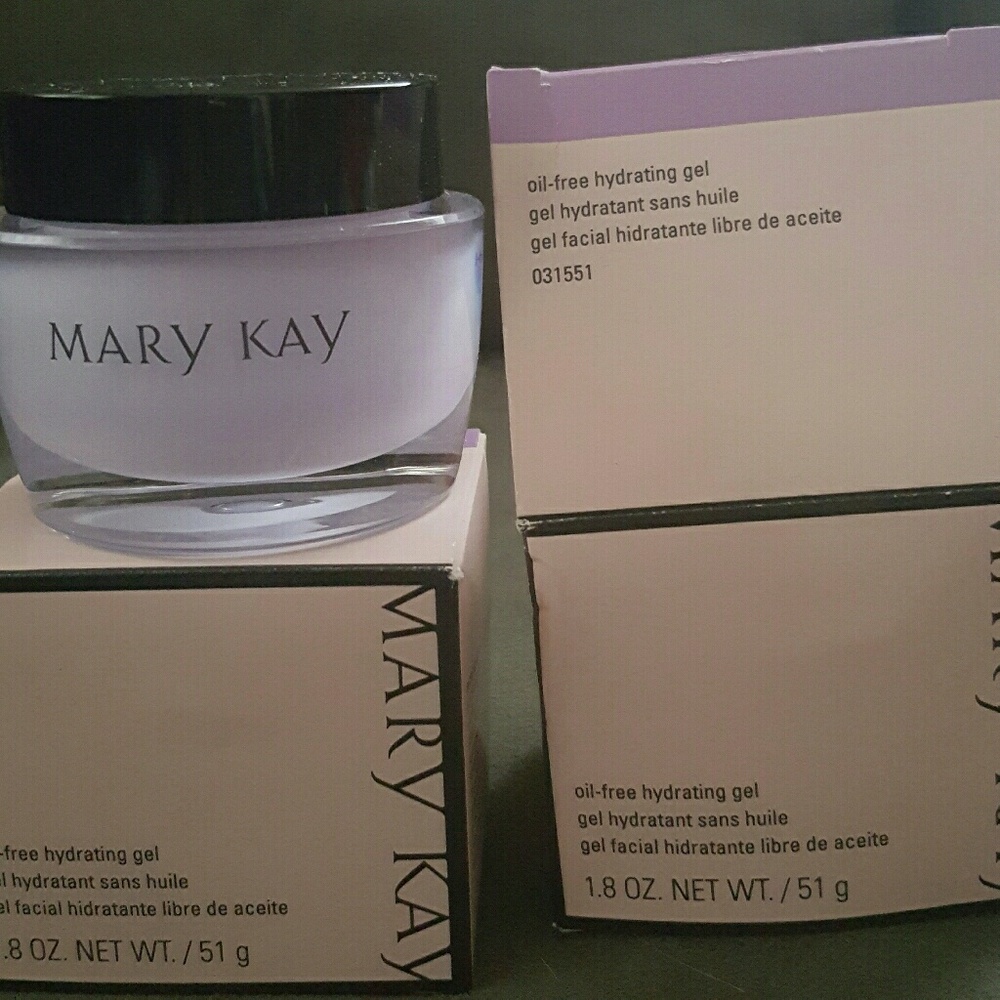 MARY KAY
-free hydrating gel
l hydratant sans huile
el facial hidratante libre de aceite
.8 OZ. NET WT. / 51 g
MARY KAY
oil-free hydrating gel
gel hydratant sans huile
gel facial hidratante libre de aceite
031551
oil-free hydrating gel
gel hydratant sans huile
gel facial hidratante libre de aceite
1.8 OZ. NET WT. / 51 g